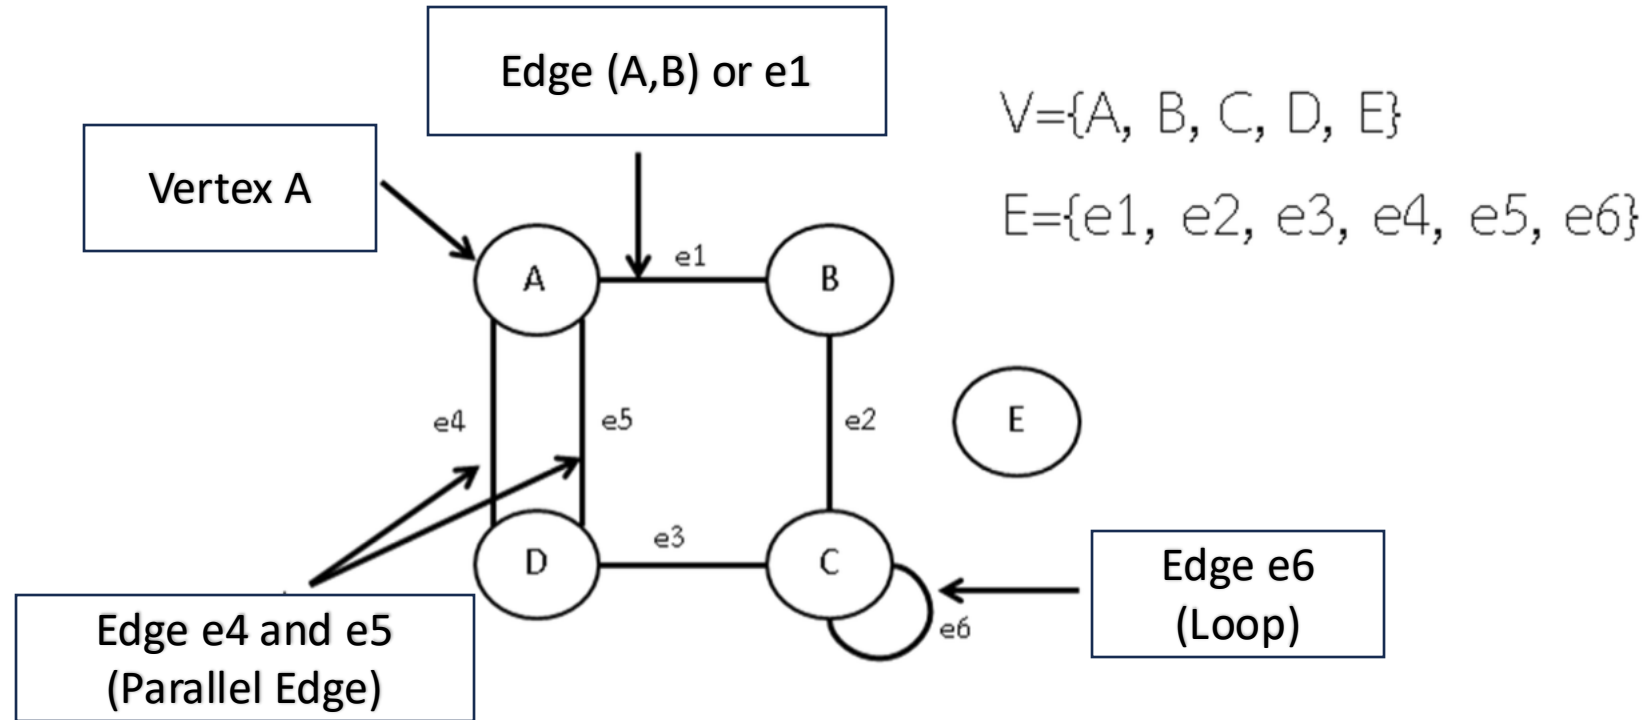 Edge (A,B) or e1
V={A, B, C, D, E}
Vertex A
E={e1, e2, e3, e4, e5, e6}
e1
A
B
e4
e5
e2
E
e3
D
C
Edge e6
(Loop)
e6
Edge e4 and e5
(Parallel Edge)